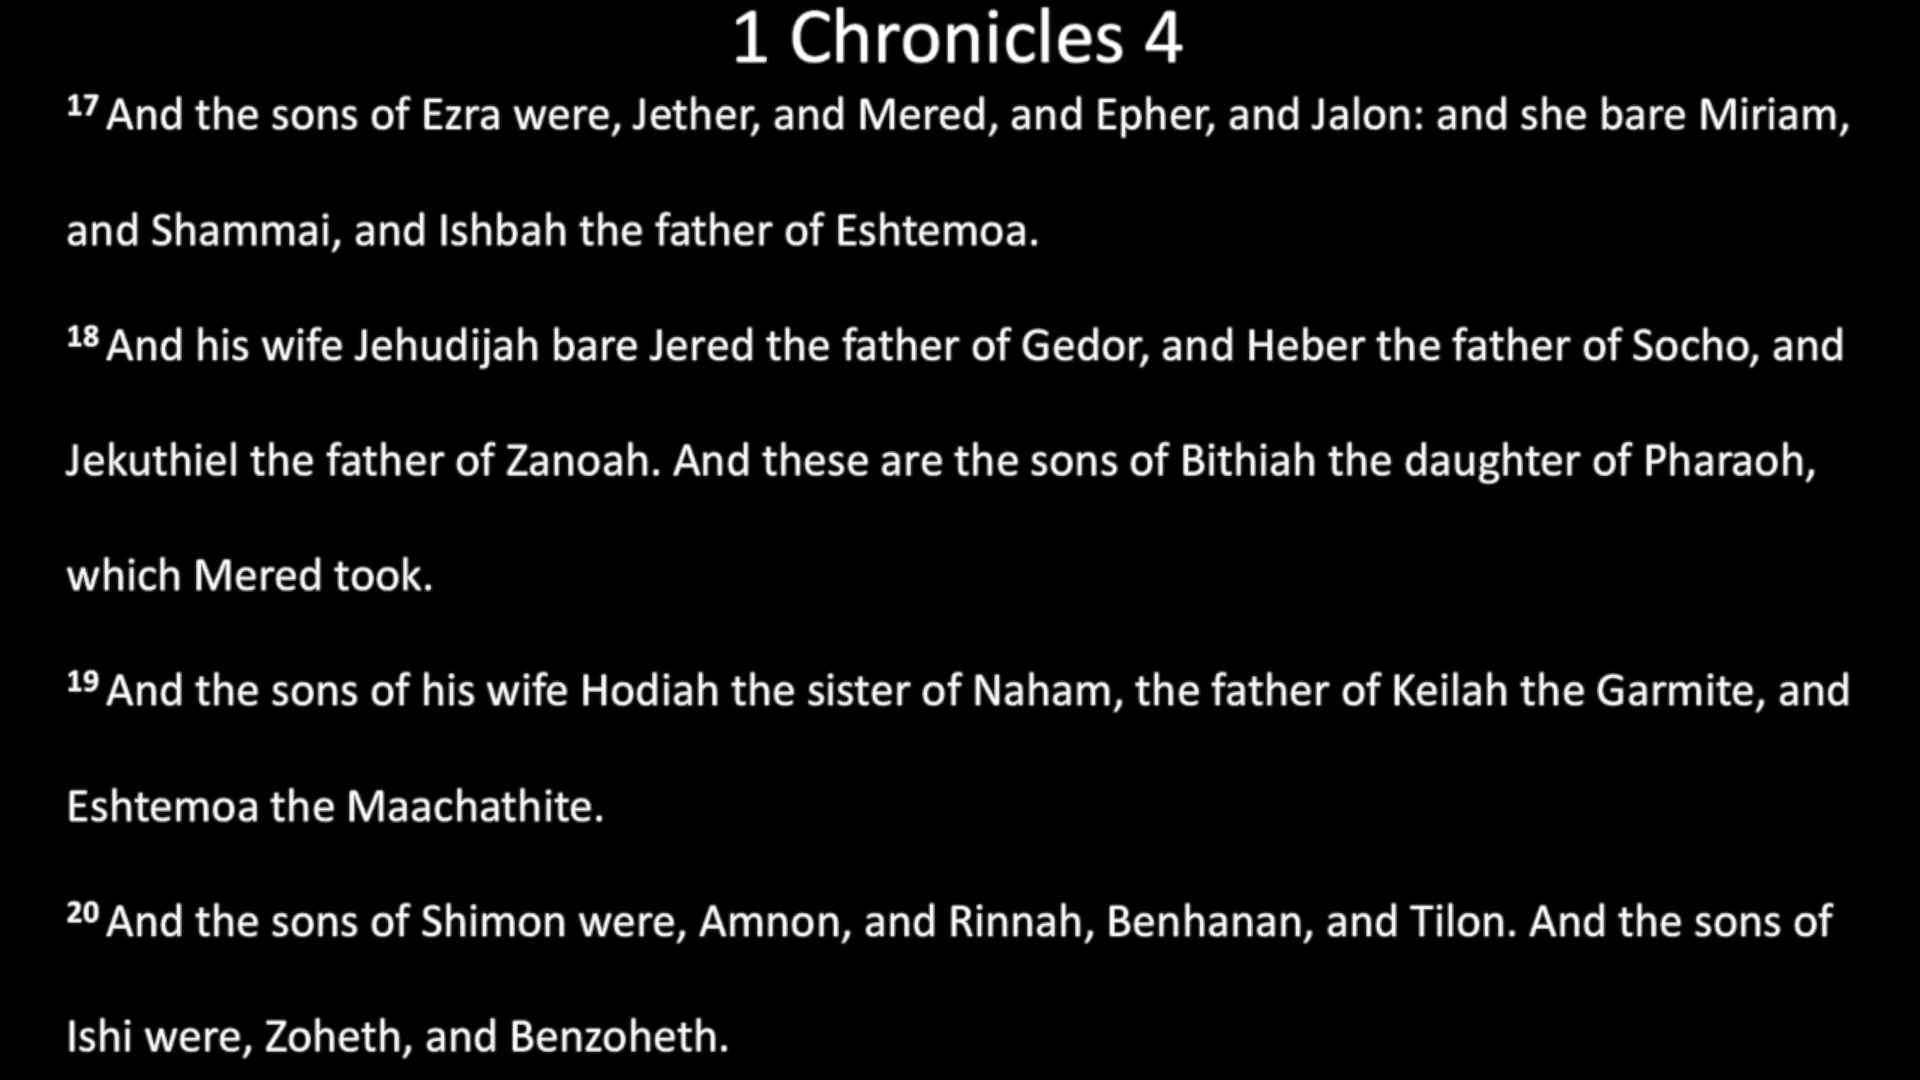 1 Chronicles 4
17 And the sons of Ezra were, Jether, and Mered, and Epher, and Jalon: and she bare Miriam,
and Shammai, and Ishbah the father of Eshtemoa.
18 And his wife Jehudijah bare Jered the father of Gedor, and Heber the father of Socho, and
Jekuthiel the father of Zanoah. And these are the sons of Bithiah the daughter of Pharaoh,
which Mered took.
19 And the sons of his wife Hodiah the sister of Naham, the father of Keilah the Garmite, and
Eshtemoa the Maachathite.
20 And the sons of Shimon were, Amnon, and Rinnah, Benhanan, and Tilon. And the sons of
Ishi were, Zoheth, and Benzoheth.